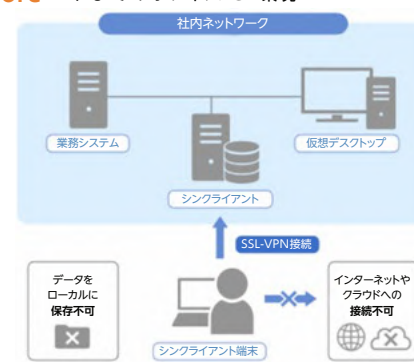 社内ネットワーク
業務システム
仮想デスクトップ
シンクライアント
SSL-VPN接続
データを
ローカルに
保存不可
インターネットや
クラウドへの
接続不可
シンクライアント端末